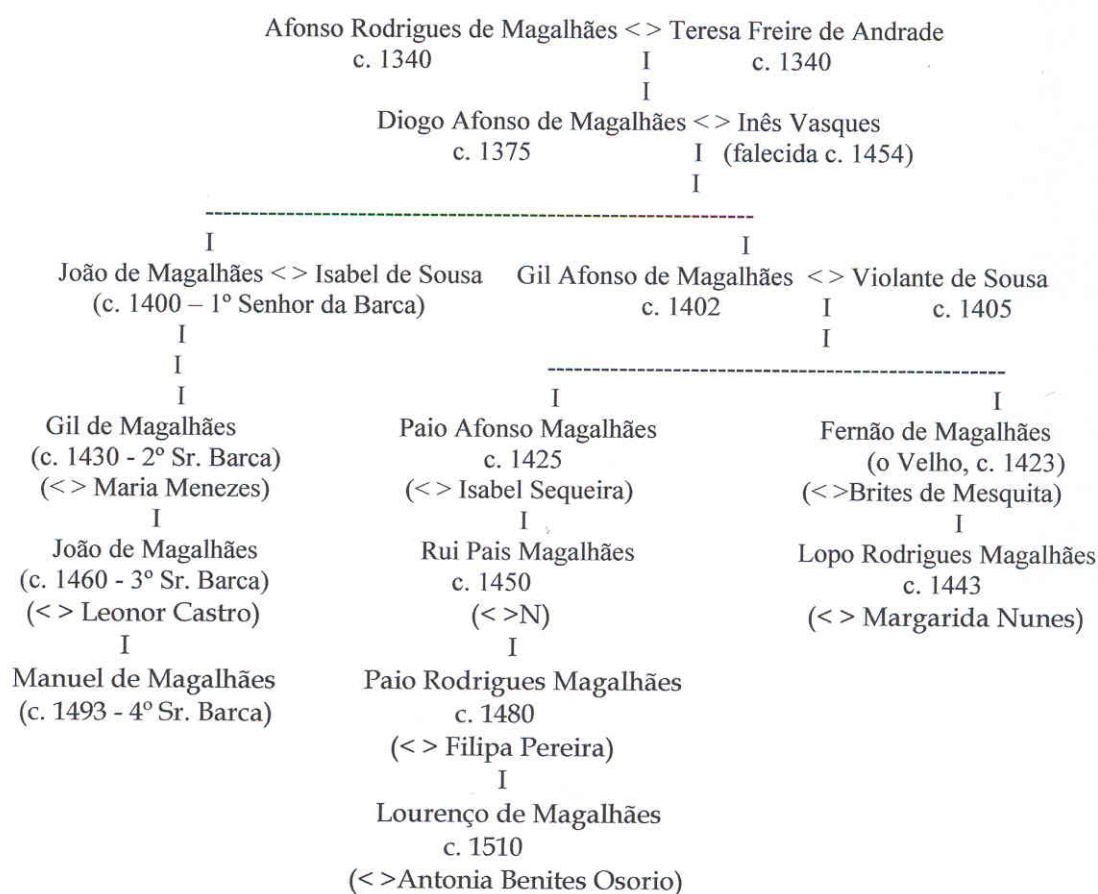 Afonso Rodrigues de Magalhães < > Teresa Freire de Andrade
c. 1340 I c. 1340
I
Diogo Afonso de Magalhães < > Inês Vasques
c. 1375 I (falecida c. 1454)
I
------------------------------------------------------------
I I
João de Magalhães < > Isabel de Sousa Gil Afonso de Magalhães < > Violante de Sousa
(c. 1400 – 1º Senhor da Barca) c. 1402 I c. 1405
I I
I
--------------------------------------------------
I I I
Gil de Magalhães Paio Afonso Magalhães Fernão de Magalhães
(c. 1430 - 2º Sr. Barca) c. 1425 (o Velho, c. 1423)
(< > Maria Menezes) (< > Isabel Sequeira) (< >Brites de Mesquita)
I I I
João de Magalhães Rui Pais Magalhães Lopo Rodrigues Magalhães
(c. 1460 - 3º Sr. Barca) c. 1450 c. 1443
(< > Leonor Castro) (< >N) (< > Margarida Nunes)
I I
Manuel de Magalhães Paio Rodrigues Magalhães
(c. 1493 - 4º Sr. Barca) c. 1480
(< > Filipa Pereira)
I
Lourenço de Magalhães
c. 1510
(< >Antonia Benites Osorio)